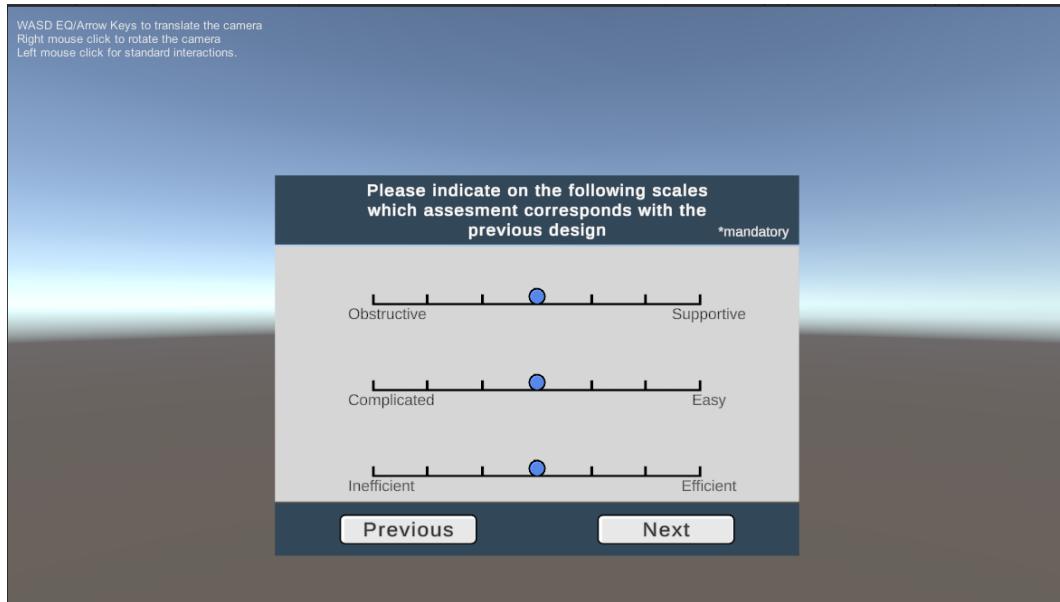 WASD EQ/Arrow Keys to translate the camera
Right mouse click to rotate the camera
Left mouse click for standard interactions.
Please indicate on the following scales
which assesment corresponds with the
previous design
*mandatory
Obstructive Supportive
Complicated Easy
Inefficient Efficient
Previous Next